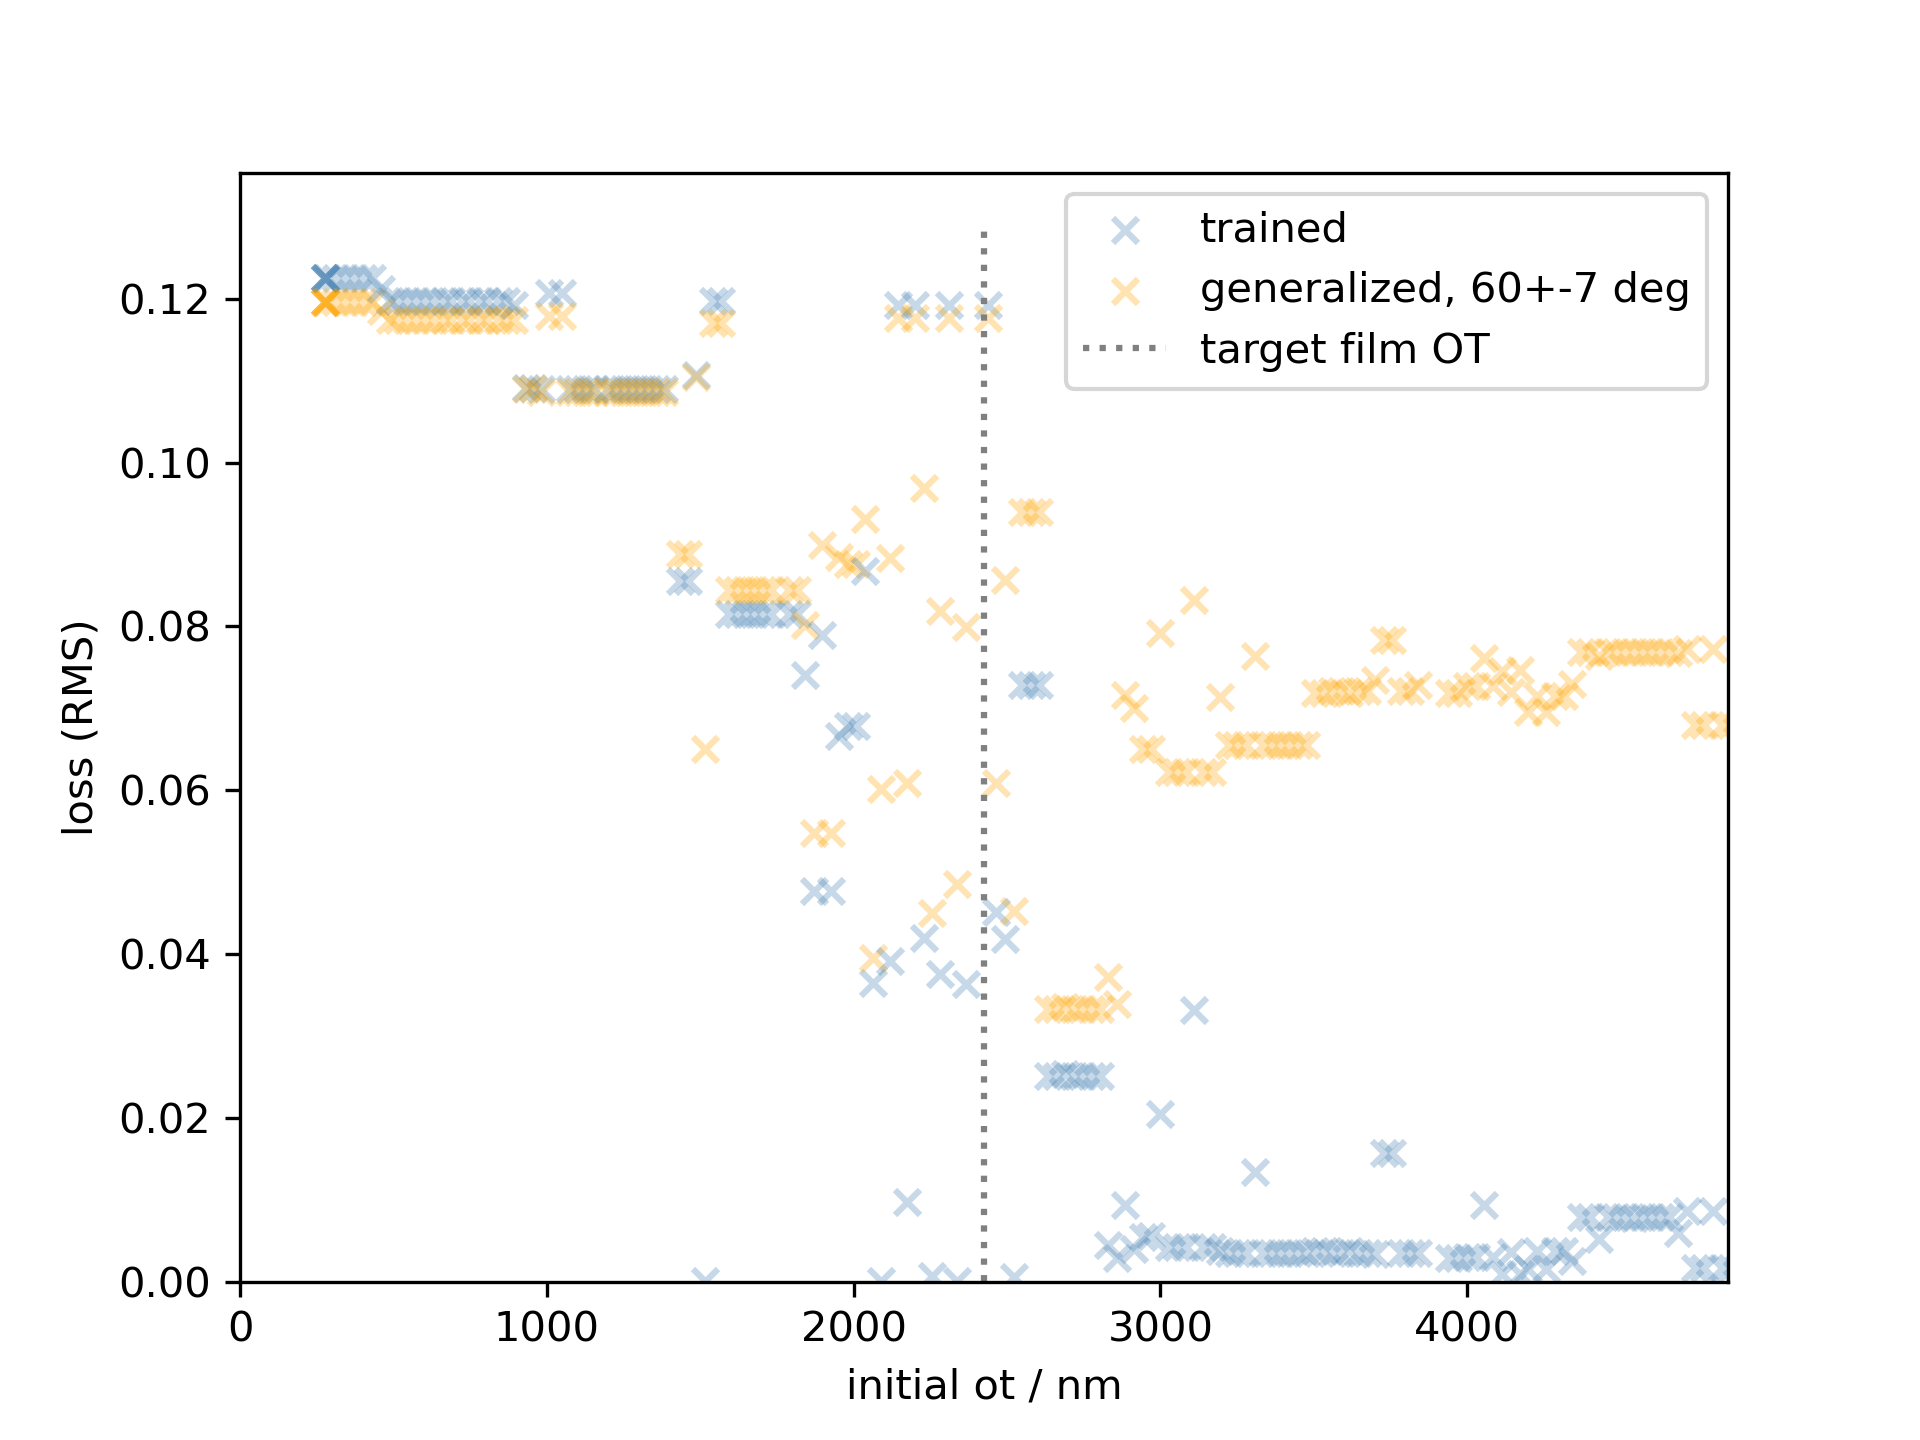 trained
generalized, 60+-7 deg
target film OT
0.12
0.10
0.08
0.06
0.04
0.02
0.00
loss (RMS)
0
1000
2000
3000
4000
initial ot / nm